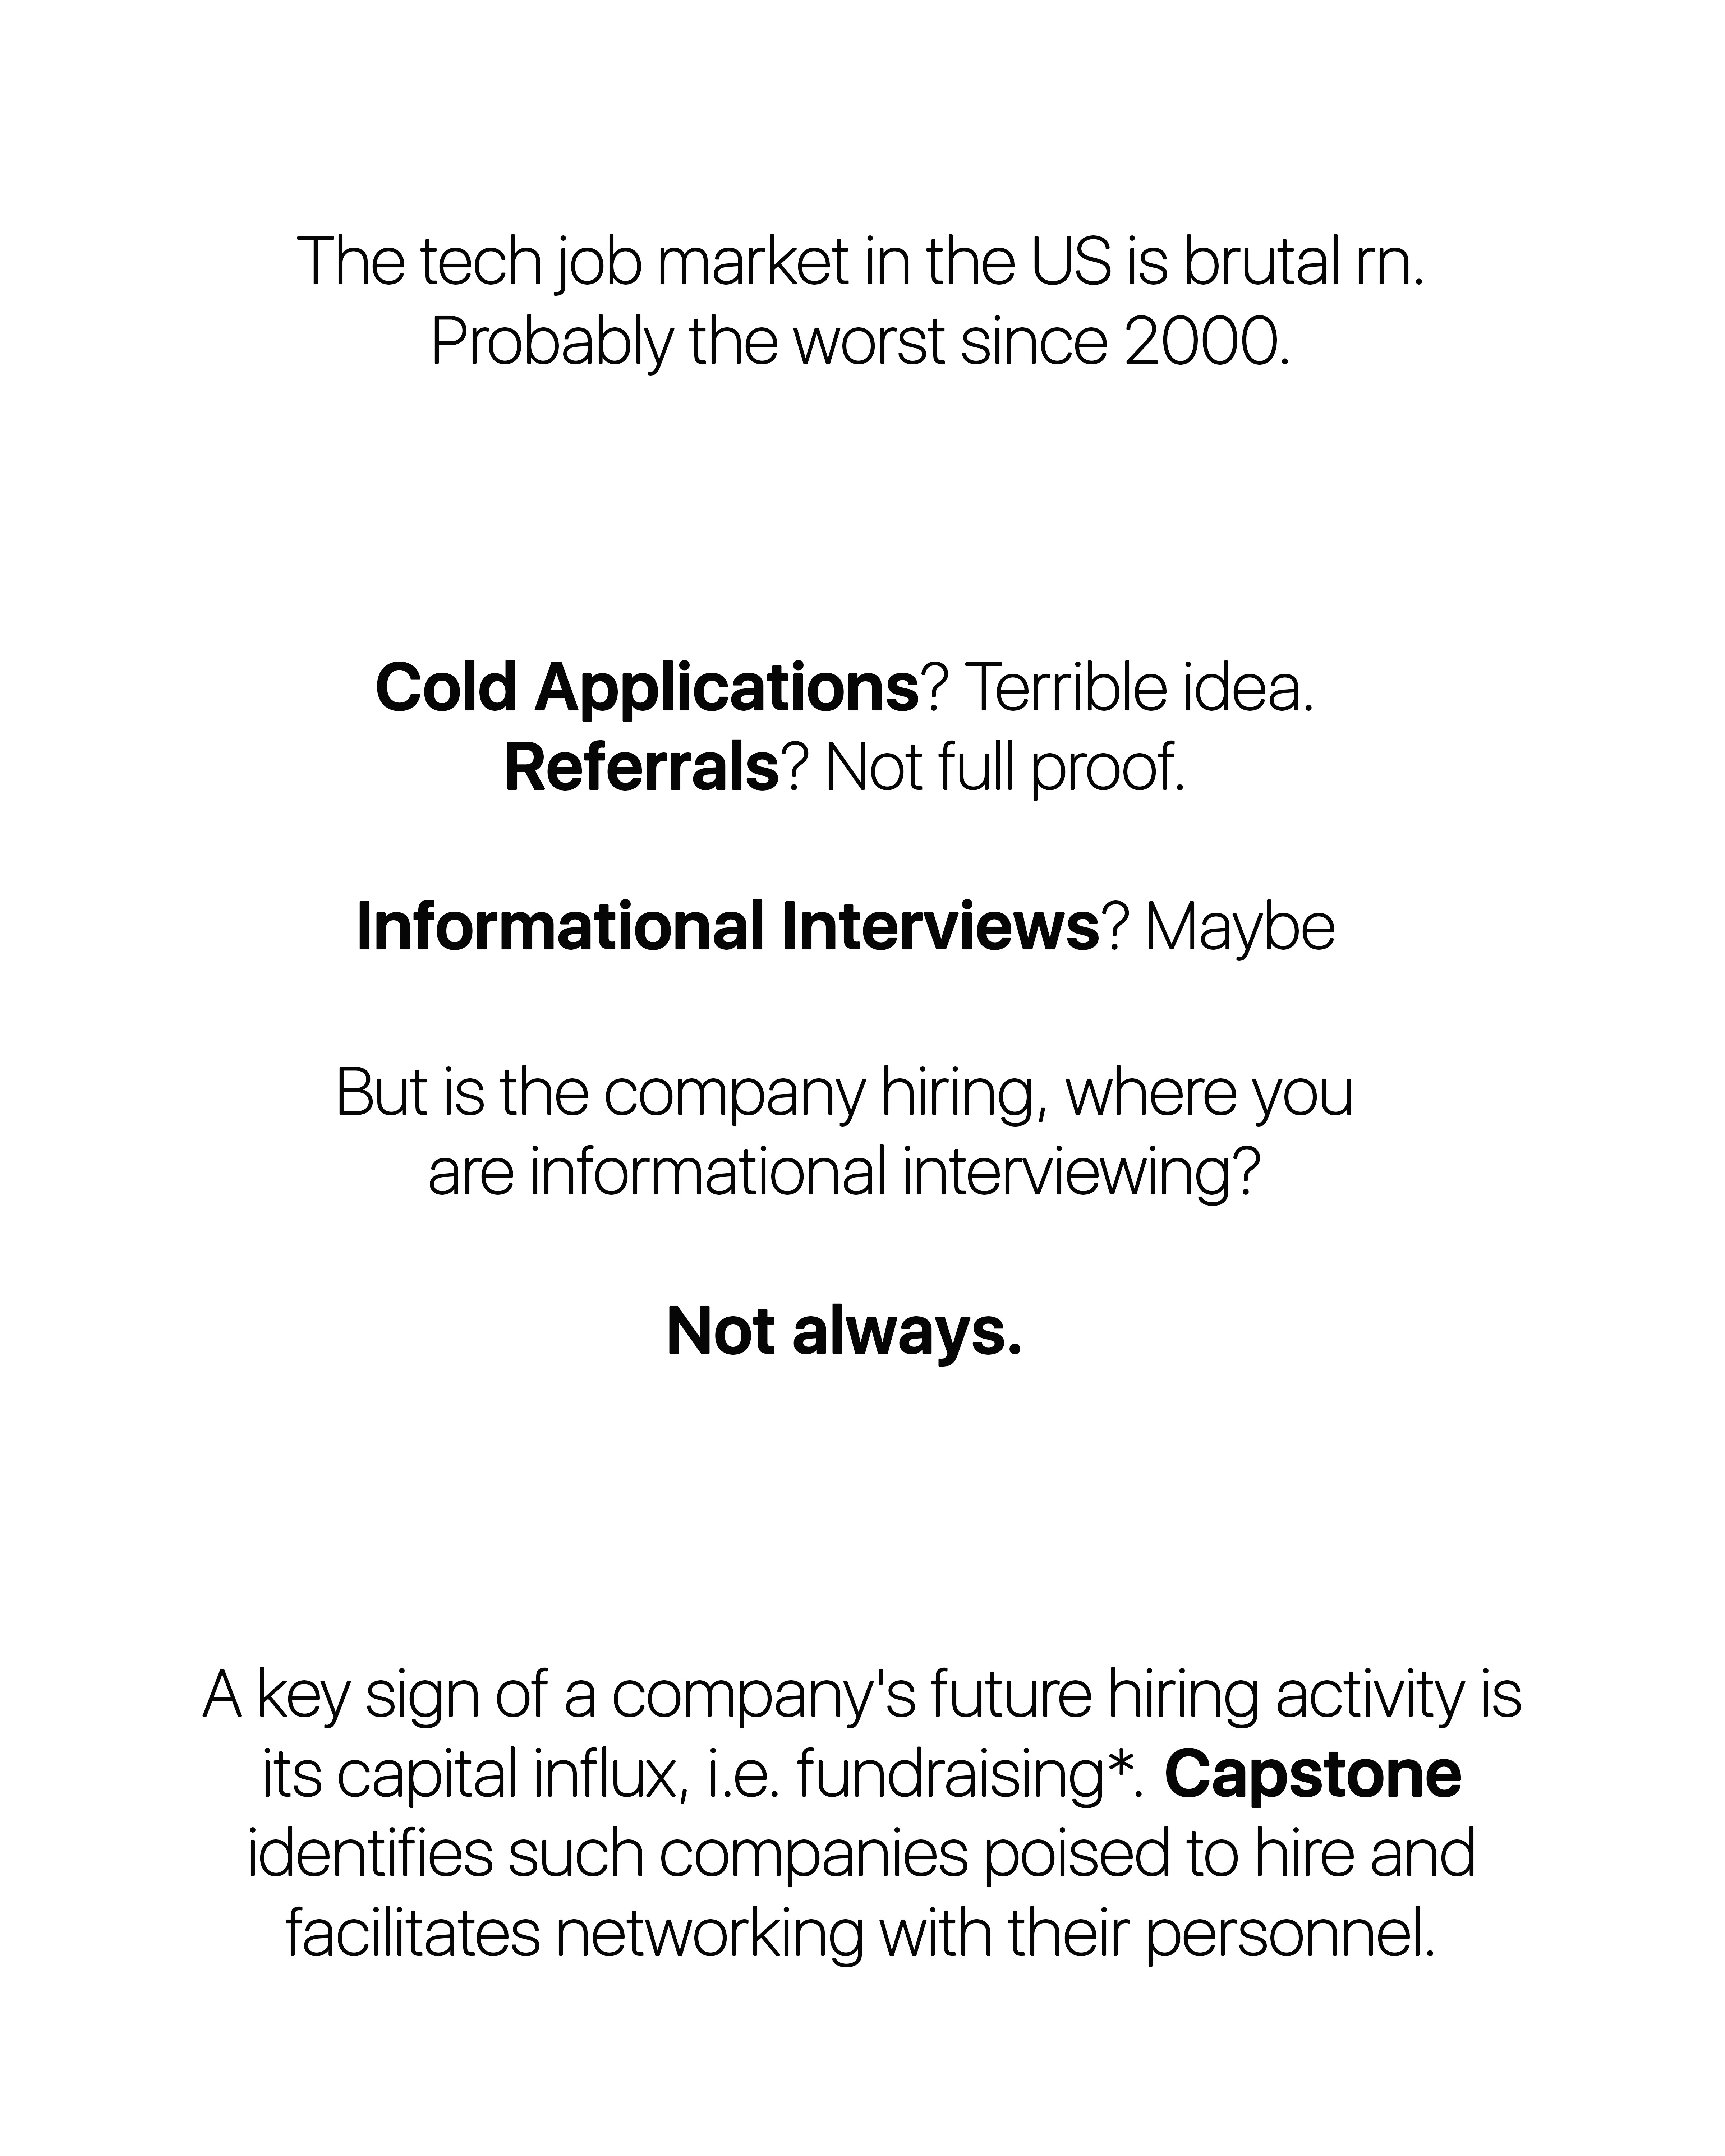 The tech job market in the US is brutal rn.
Probably the worst since 2000.
Cold Applications? Terrible idea.
Referrals? Not full proof.
Informational Interviews? Maybe
But is the company hiring, where you
are informational interviewing?
Not always.
A key sign of a company's future hiring activity is
its capital influx, i.e. fundraising*. Capstone
identifies such companies poised to hire and
facilitates networking with their personnel.